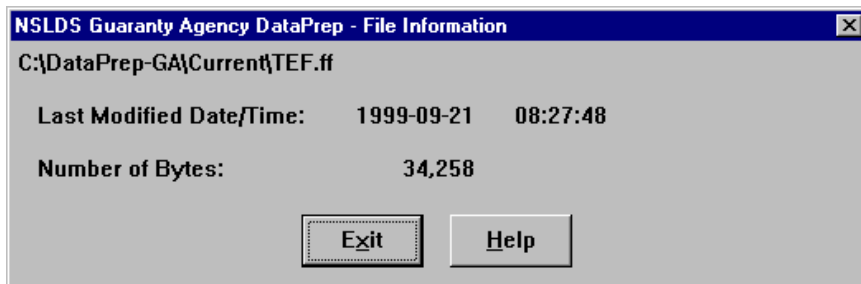 NSLDS Guaranty Agency DataPrep - File Information
C:\DataPrep-GA\Current\TEF.ff
Last Modified Date/Time: 1999-09-21 08:27:48
Number of Bytes: 34,258
Exit Help